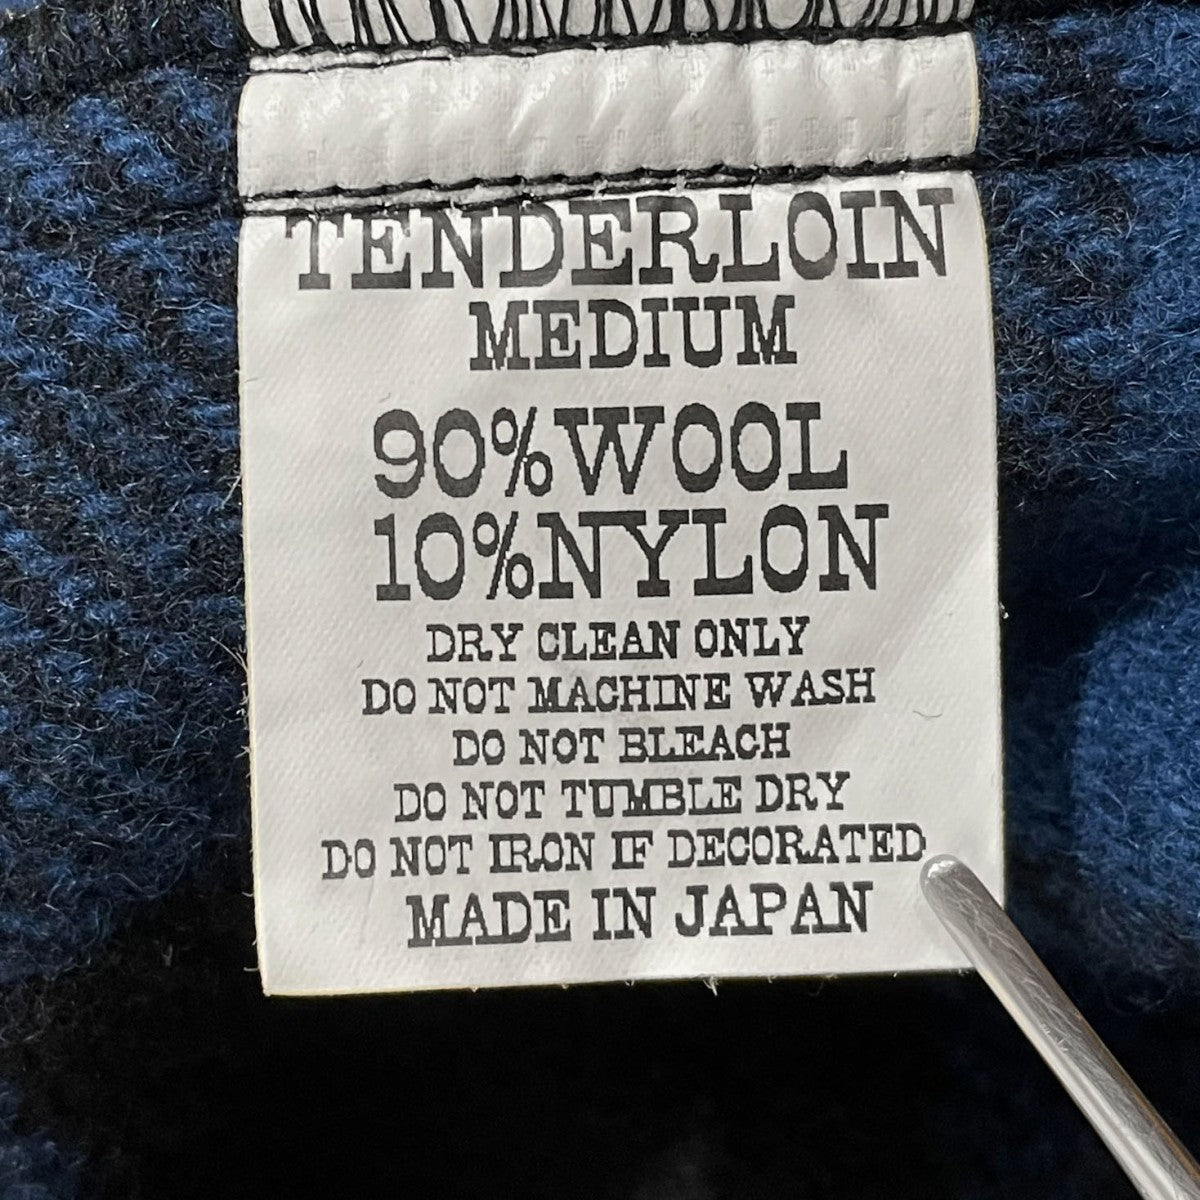 TENDERLOIN
MEDIUM
90%WOOL
10%NYLON
DRY CLEAN ONLY
DO NOT MACHINE WASH
DO NOT BLEACH
DO NOT TUMBLE DRY
DO NOT IRON IF DECORATED
MADE IN JAPAN